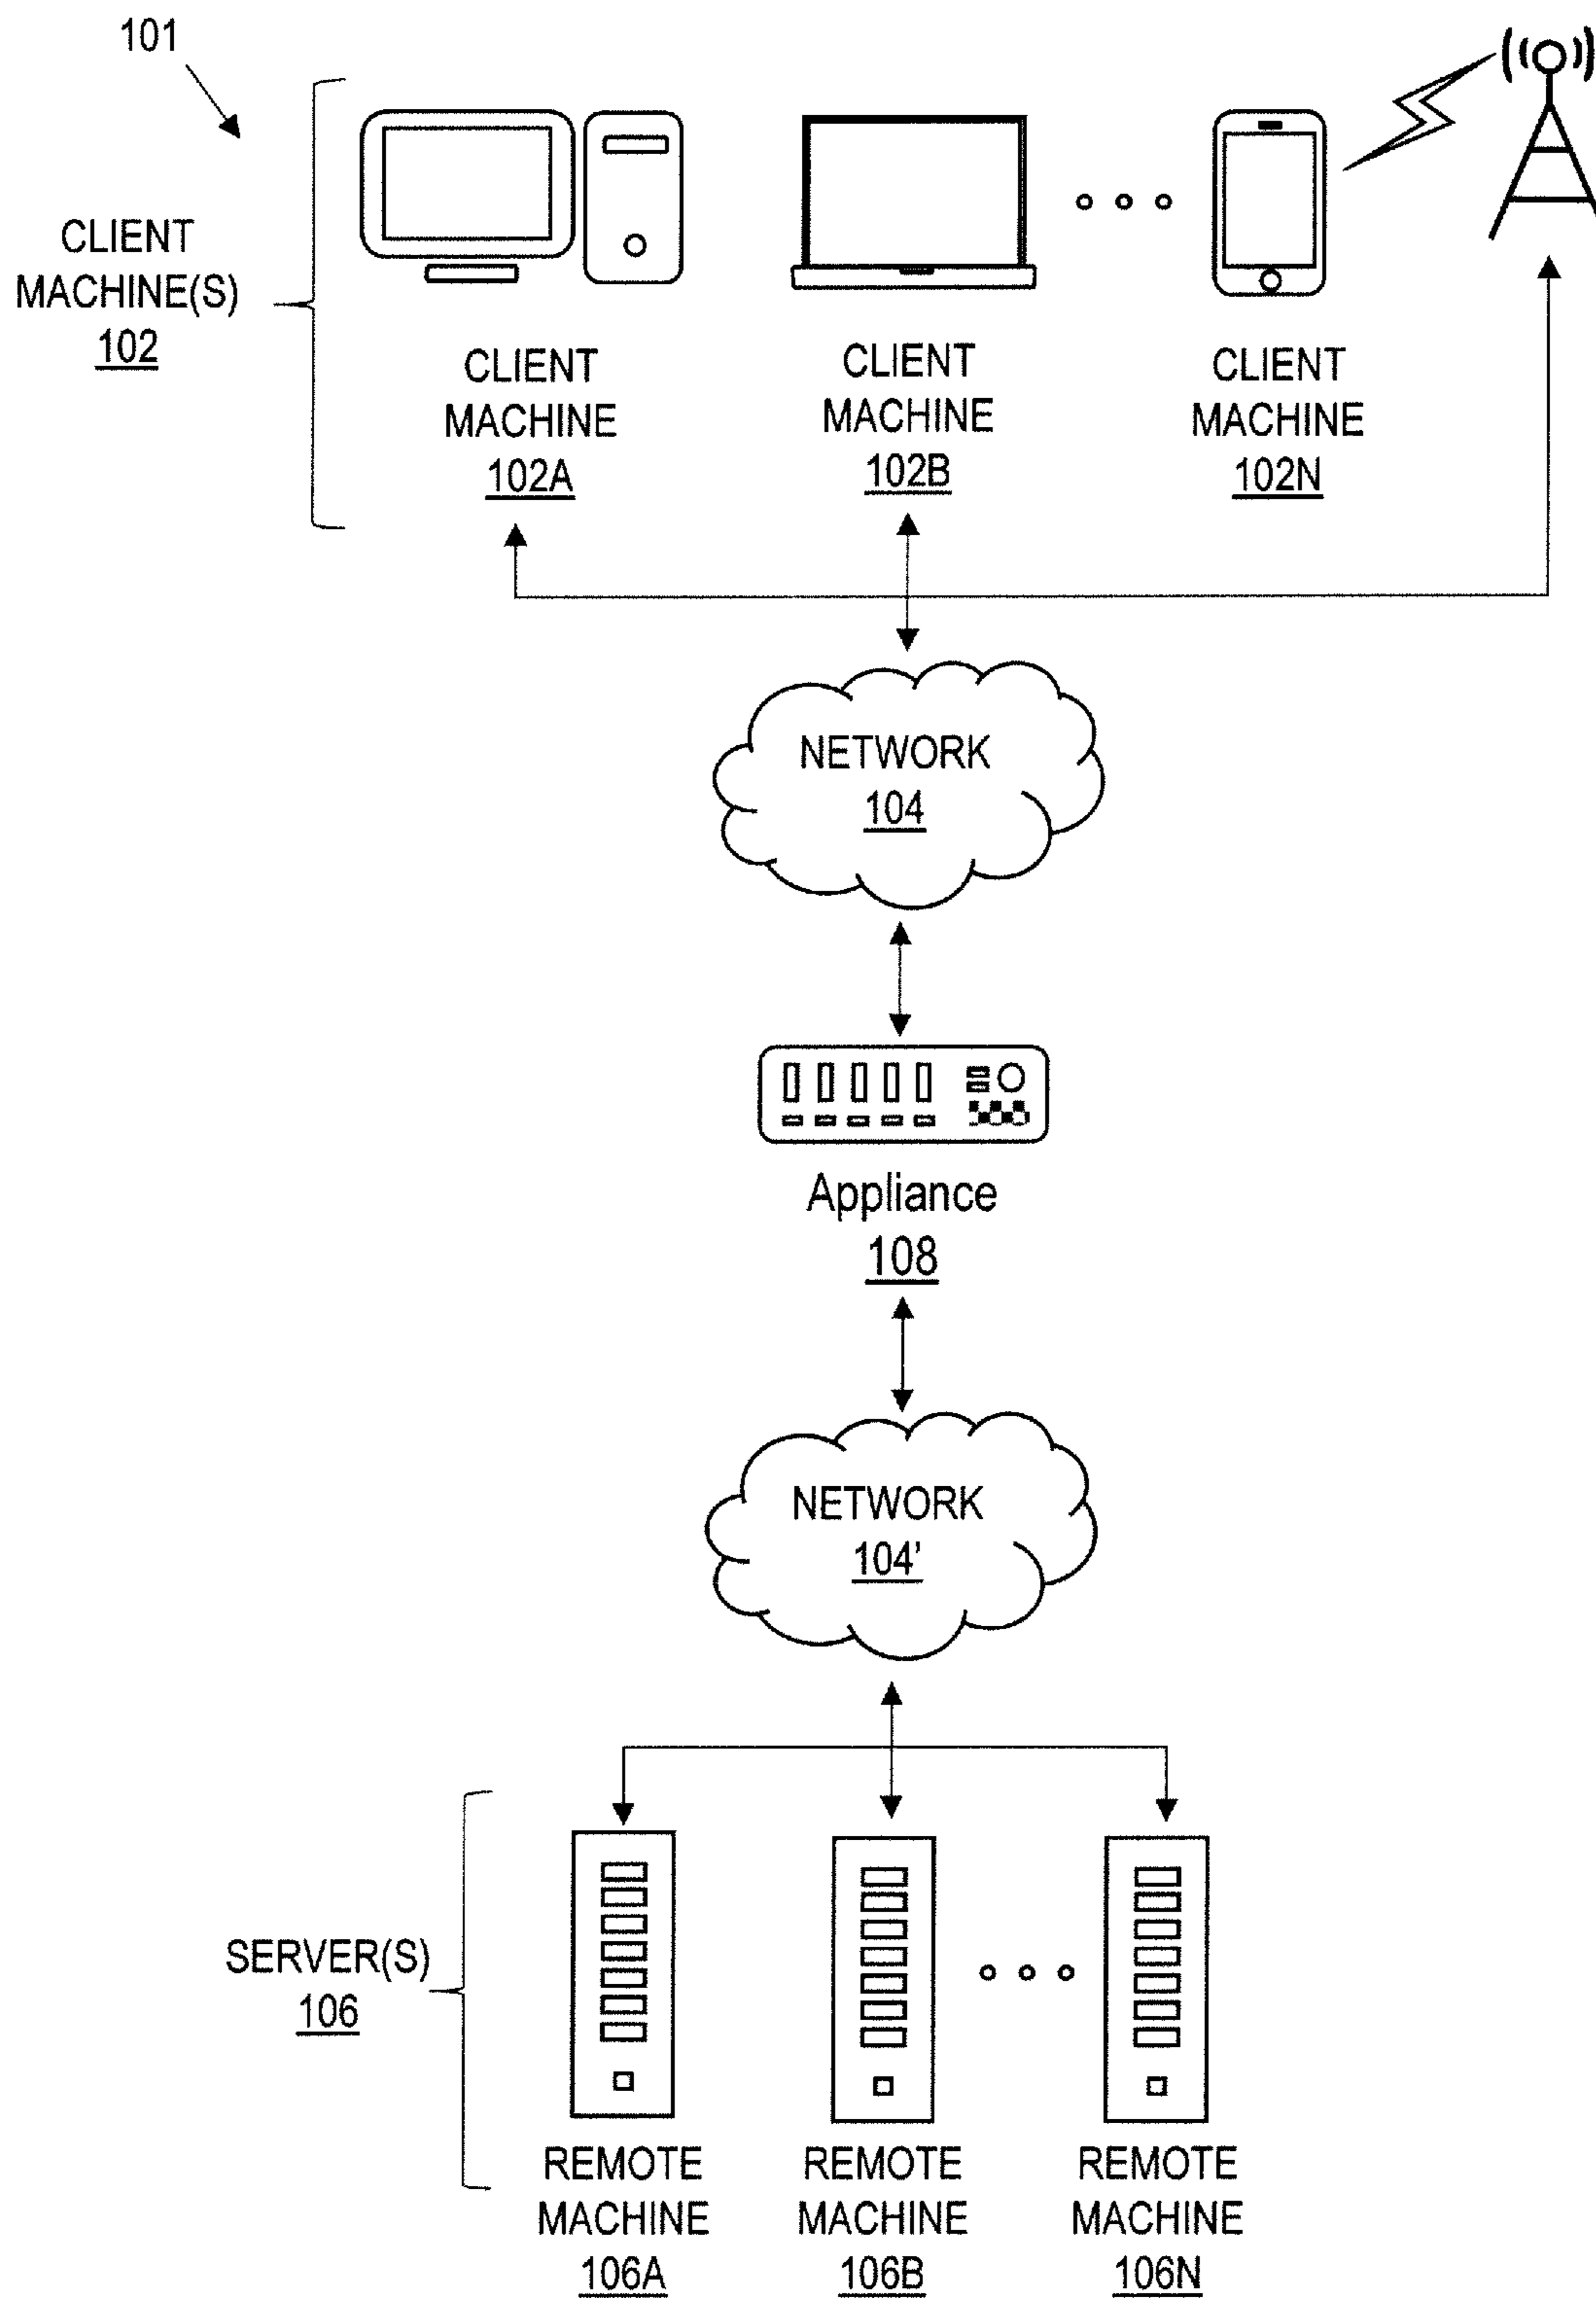 101
CLIENT
MACHINE(S)
102
CLIENT
MACHINE
102A
CLIENT
MACHINE
102B
CLIENT
MACHINE
102N
NETWORK
104
Appliance
108
NETWORK
104'
SERVER(S)
106
REMOTE
MACHINE
106A
REMOTE
MACHINE
106B
REMOTE
MACHINE
106N